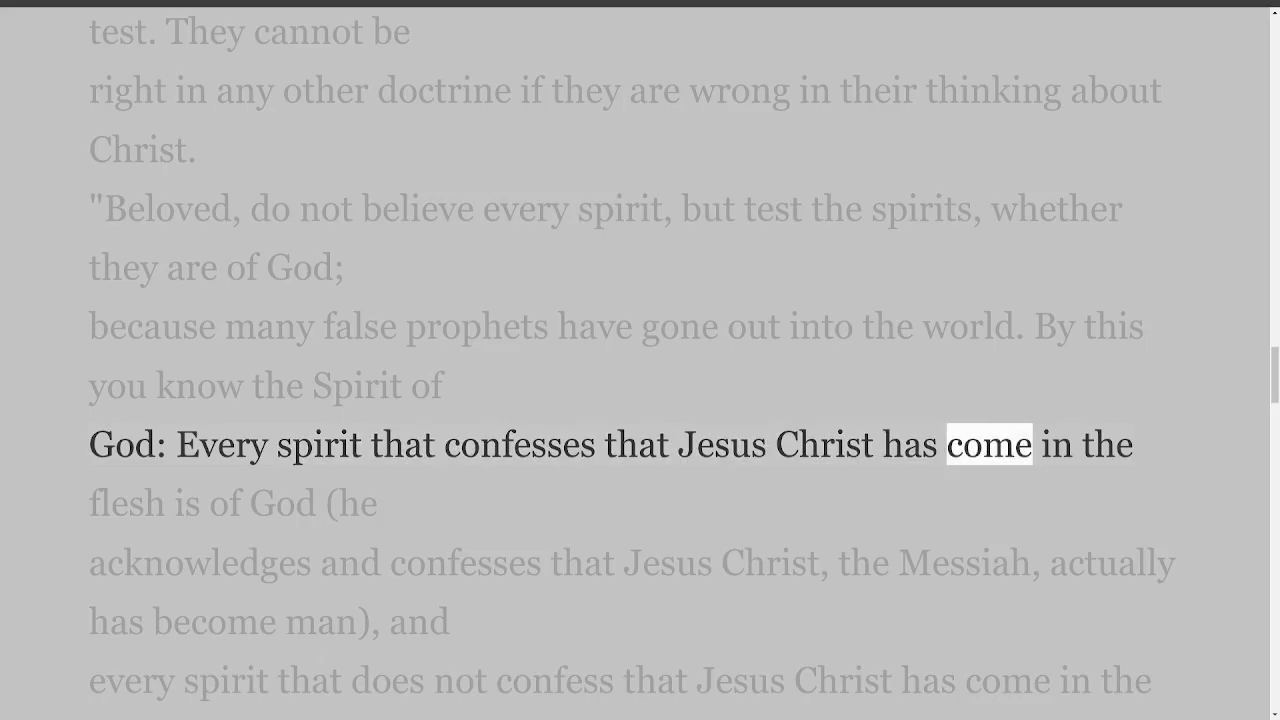 test. They cannot be
right in any other doctrine if they are wrong in their thinking about
Christ.
"Beloved, do not believe every spirit, but test the spirits, whether
they are of God;
because many false prophets have gone out into the world. By this
you know the Spirit of
God: Every spirit that confesses that Jesus Christ has come in the
flesh is of God (he
acknowledges and confesses that Jesus Christ, the Messiah, actually
has become man), and
every spirit that does not confess that Jesus Christ has come in the